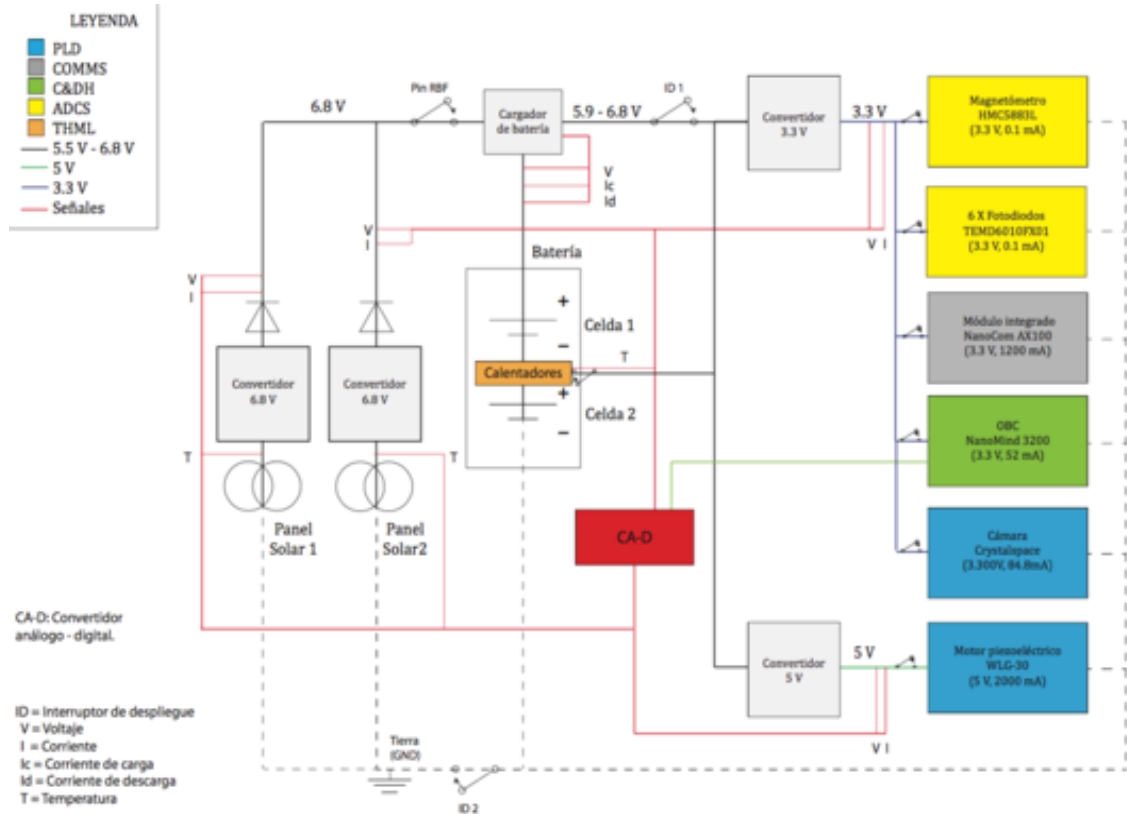 LEYENDA
PLD
COMMS
C&DH
ADCS
THML
5.5 V - 6.8 V
5 V
3.3 V
Señales
6.8 V
Pin RBF
Cargador
de batería
5.9 - 6.8 V
ID 1
Convertidor
3.3 V
3.3 V
Magnetómetro
HMC5883L
(3.3 V, 0.1 mA)
V
Ic
Id
V
I
V I
6 X Fotodiodos
TEMD6010FX01
(3.3 V, 0.1 mA)
Batería
V
I
+
Celda 1
–
Módulo integrado
NanoCom AX100
(3.3 V, 1200 mA)
Convertidor
6.8 V
Convertidor
6.8 V
T
Calentadores
+
Celda 2
–
OBC
NanoMind 3200
(3.3 V, 52 mA)
T
T
Panel
Solar 1
Panel
Solar2
CA-D
Cámara
Crystalspace
(3.300V, 84.8mA)
CA-D: Convertidor
análogo - digital.
Convertidor
5 V
5 V
Motor piezoeléctrico
WLG-30
(5 V, 2000 mA)
V I
ID = Interruptor de despliegue
V = Voltaje
I = Corriente
Ic = Corriente de carga
Id = Corriente de descarga
T = Temperatura
Tierra
(GND)
ID 2